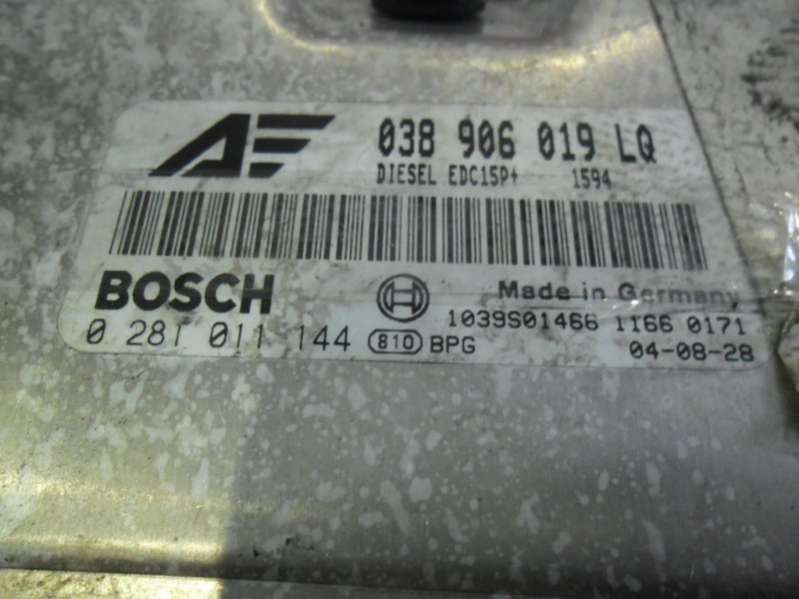 AF 038 906 019 LQ
DIESEL EDC15P+ 1594
BOSCH Made in Germany
0 281 011 144 810 BPG 1039S01466 1166 0171
04-08-28